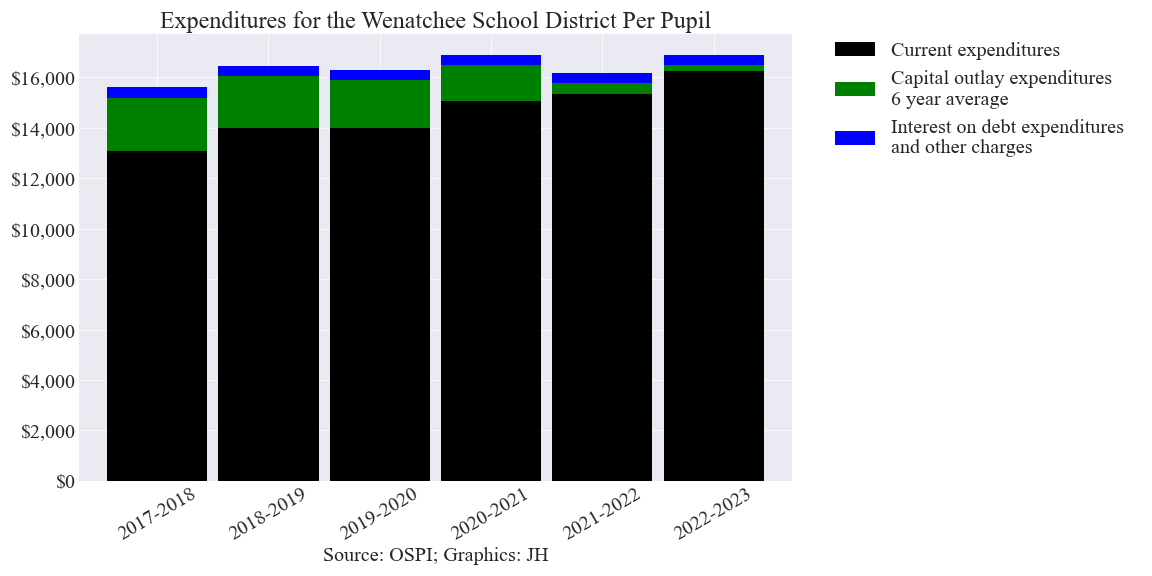 Expenditures for the Wenatchee School District Per Pupil
$16,000
$14,000
$12,000
$10,000
$8,000
$6,000
$4,000
$2,000
$0
2017-2018
2018-2019
2019-2020
2020-2021
2021-2022
2022-2023
Source: OSPI; Graphics: JH
Current expenditures
Capital outlay expenditures
6 year average
Interest on debt expenditures
and other charges